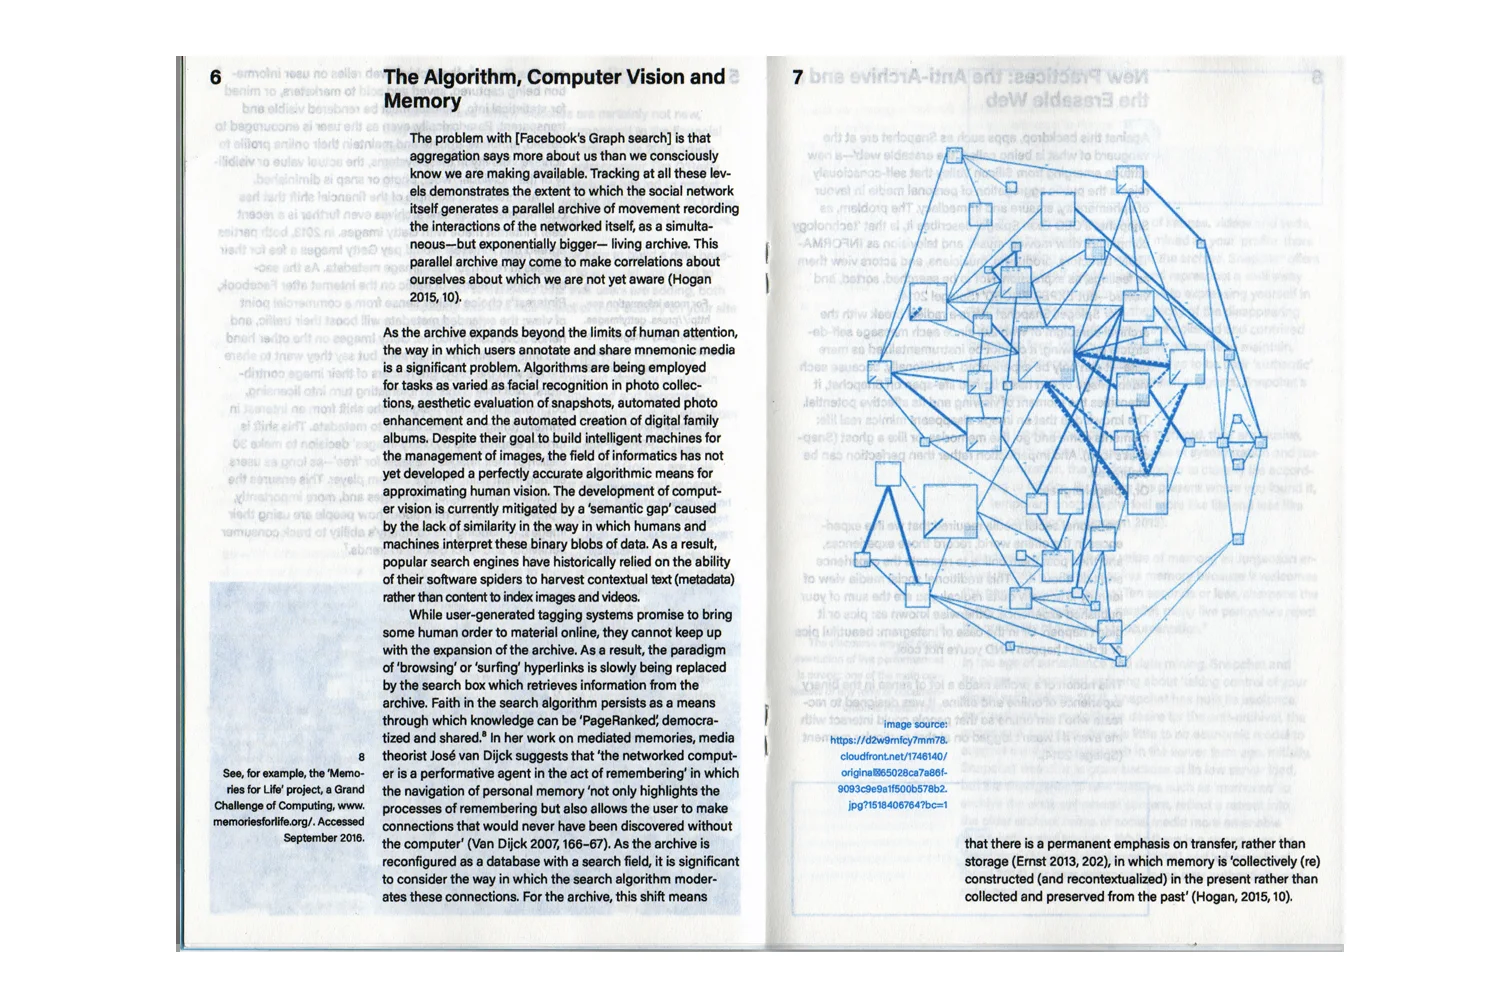 6
The Algorithm, Computer Vision and
Memory
The problem with [Facebook's Graph search] is that
aggregation says more about us than we consciously
know we are making available. Tracking at all these lev-
els demonstrates the extent to which the social network
itself generates a parallel archive of movement recording
the interactions of the networked itself, as a simulta-
neous—but exponentially bigger— living archive. This
parallel archive may come to make correlations about
ourselves about which we are not yet aware (Hogan
2015, 10).
As the archive expands beyond the limits of human attention,
the way in which users annotate and share mnemonic media
is a significant problem. Algorithms are being employed
for tasks as varied as facial recognition in photo collec-
tions, aesthetic evaluation of snapshots, automated photo
enhancement and the automated creation of digital family
albums. Despite their goal to build intelligent machines for
the management of images, the field of informatics has not
yet developed a perfectly accurate algorithmic means for
approximating human vision. The development of comput-
er vision is currently mitigated by a 'semantic gap' caused
by the lack of similarity in the way in which humans and
machines interpret these binary blobs of data. As a result,
popular search engines have historically relied on the ability
of their software spiders to harvest contextual text (metadata)
rather than content to index images and videos.
While user-generated tagging systems promise to bring
some human order to material online, they cannot keep up
with the expansion of the archive. As a result, the paradigm
of 'browsing' or 'surfing' hyperlinks is slowly being replaced
by the search box which retrieves information from the
archive. Faith in the search algorithm persists as a means
through which knowledge can be 'PageRanked', democra-
tized and shared.⁸ In her work on mediated memories, media
theorist José van Dijck suggests that 'the networked comput-
er is a performative agent in the act of remembering' in which
the navigation of personal memory 'not only highlights the
processes of remembering but also allows the user to make
connections that would never have been discovered without
the computer' (Van Dijck 2007, 166–67). As the archive is
reconfigured as a database with a search field, it is significant
to consider the way in which the search algorithm moder-
ates these connections. For the archive, this shift means
8
See, for example, the 'Memo-
ries for Life' project, a Grand
Challenge of Computing, www.
memoriesforlife.org/. Accessed
September 2016.
7
image source:
https://d2w9rnfcy7mm78.
cloudfront.net/1746140/
65028ca7a86f-
9093c9e9a1f500b578b2.
jpg?1518406764?bc=1
that there is a permanent emphasis on transfer, rather than
storage (Ernst 2013, 202), in which memory is 'collectively (re)
constructed (and recontextualized) in the present rather than
collected and preserved from the past' (Hogan, 2015, 10).